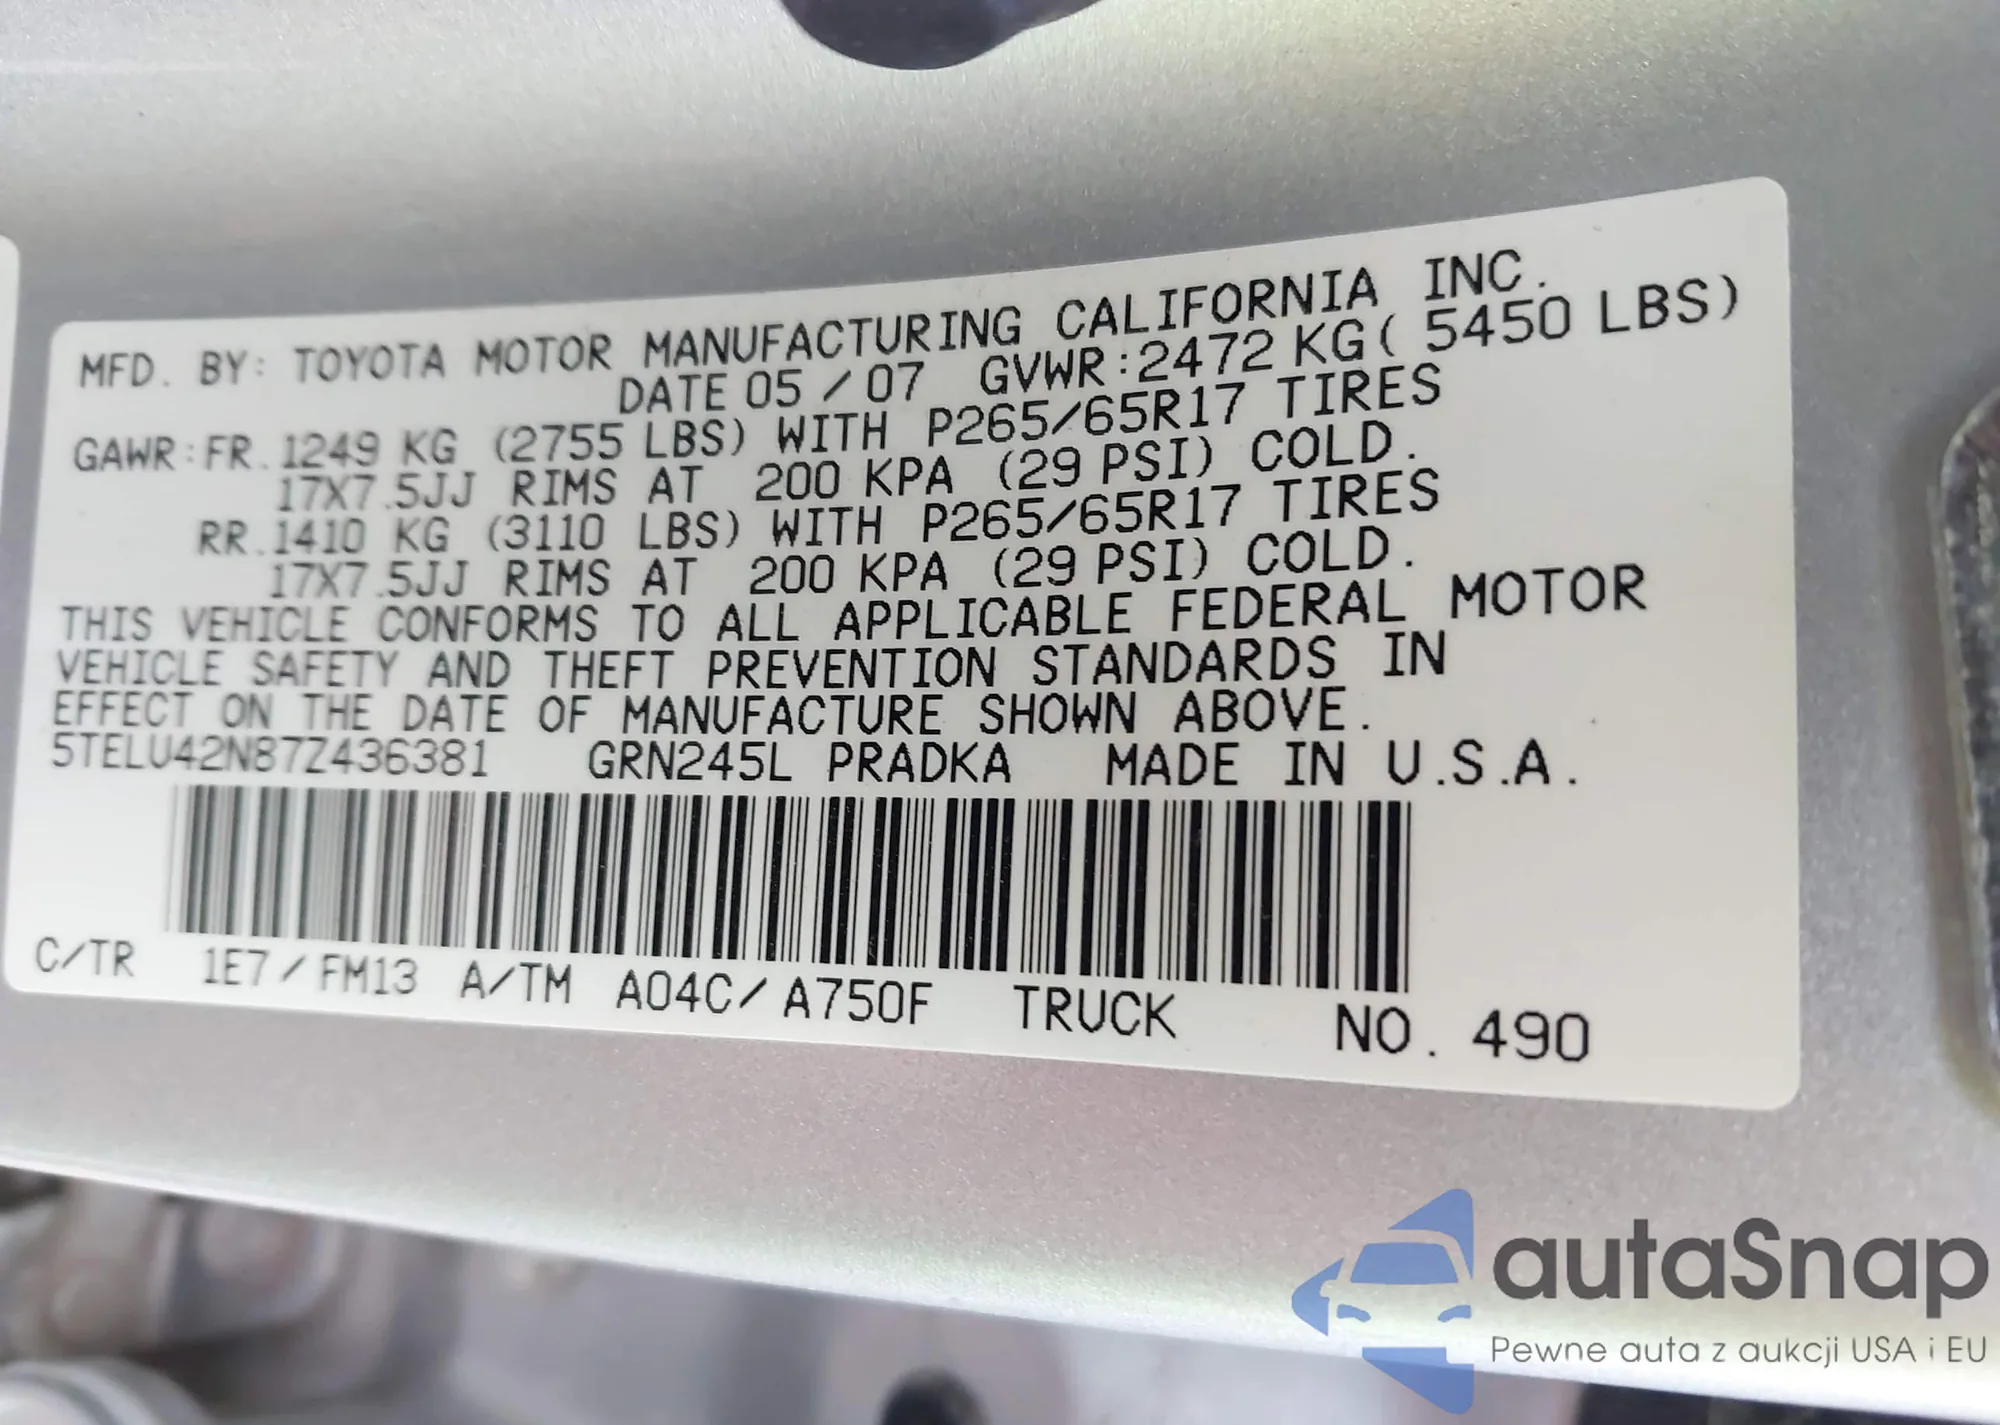 MFD. BY: TOYOTA MOTOR MANUFACTURING CALIFORNIA INC.
DATE 05 / 07 GVWR:2472 KG( 5450 LBS)
GAWR:FR.1249 KG (2755 LBS) WITH P265/65R17 TIRES
17X7.5JJ RIMS AT 200 KPA (29 PSI) COLD.
RR.1410 KG (3110 LBS) WITH P265/65R17 TIRES
17X7.5JJ RIMS AT 200 KPA (29 PSI) COLD.
THIS VEHICLE CONFORMS TO ALL APPLICABLE FEDERAL MOTOR
VEHICLE SAFETY AND THEFT PREVENTION STANDARDS IN
EFFECT ON THE DATE OF MANUFACTURE SHOWN ABOVE.
5TELU42N87Z436381 GRN245L PRADKA MADE IN U.S.A.
C/TR 1E7/FM13 A/TM A04C/A750F TRUCK NO. 490
autaSnap
Pewne auta z aukcji USA i EU